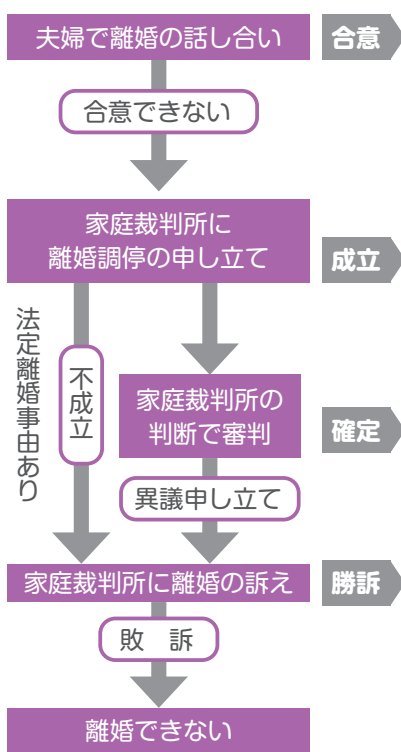 夫婦で離婚の話し合い
合意
合意できない
家庭裁判所に
離婚調停の申し立て
成立
法定離婚事由あり
不成立
家庭裁判所の
判断で審判
確定
異議申し立て
家庭裁判所に離婚の訴え
勝訴
敗　訴
離婚できない